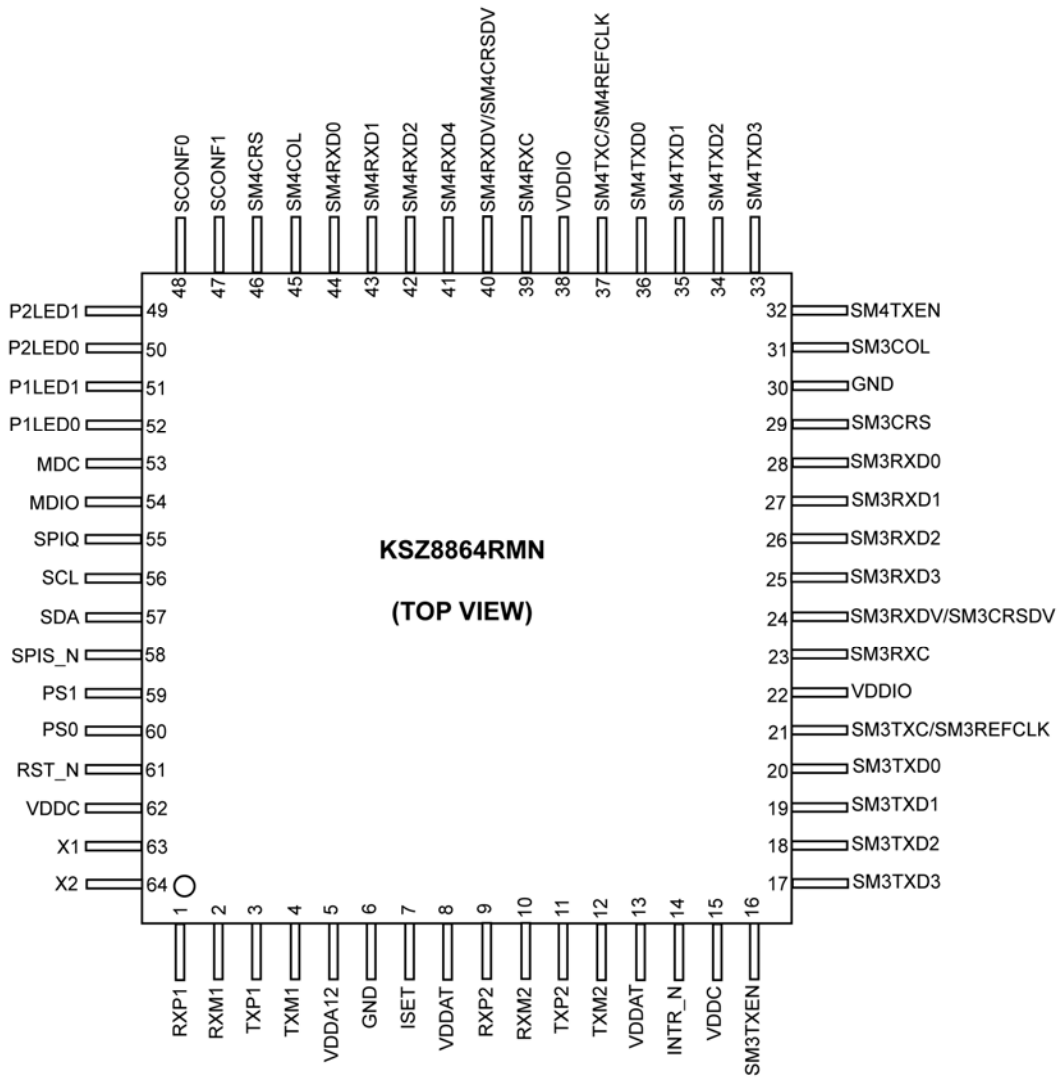 SCONF0
SCONF1
SM4CRS
SM4COL
SM4RXD0
SM4RXD1
SM4RXD2
SM4RXD4
SM4RXDV/SM4CRSDV
SM4RXC
VDDIO
SM4TXC/SM4REFCLK
SM4TXD0
SM4TXD1
SM4TXD2
SM4TXD3
48
47
46
45
44
43
42
41
40
39
38
37
36
35
34
33
P2LED1 49
P2LED0 50
P1LED1 51
P1LED0 52
MDC 53
MDIO 54
SPIQ 55
SCL 56
SDA 57
SPIS_N 58
PS1 59
PS0 60
RST_N 61
VDDC 62
X1 63
X2 64
KSZ8864RMN
(TOP VIEW)
32 SM4TXEN
31 SM3COL
30 GND
29 SM3CRS
28 SM3RXD0
27 SM3RXD1
26 SM3RXD2
25 SM3RXD3
24 SM3RXDV/SM3CRSDV
23 SM3RXC
22 VDDIO
21 SM3TXC/SM3REFCLK
20 SM3TXD0
19 SM3TXD1
18 SM3TXD2
17 SM3TXD3
1
2
3
4
5
6
7
8
9
10
11
12
13
14
15
16
RXP1
RXM1
TXP1
TXM1
VDDA12
GND
ISET
VDDAT
RXP2
RXM2
TXP2
TXM2
VDDAT
INTR_N
VDDC
SM3TXEN